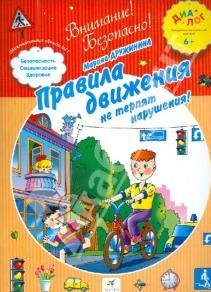 Внимание!
Безопасно!
ДИА
ЛОГ
6+
Безопасность
Социализация
Здоровье
Марина ДРУЖИНИНА
Правила
движения
не терпят
нарушения!